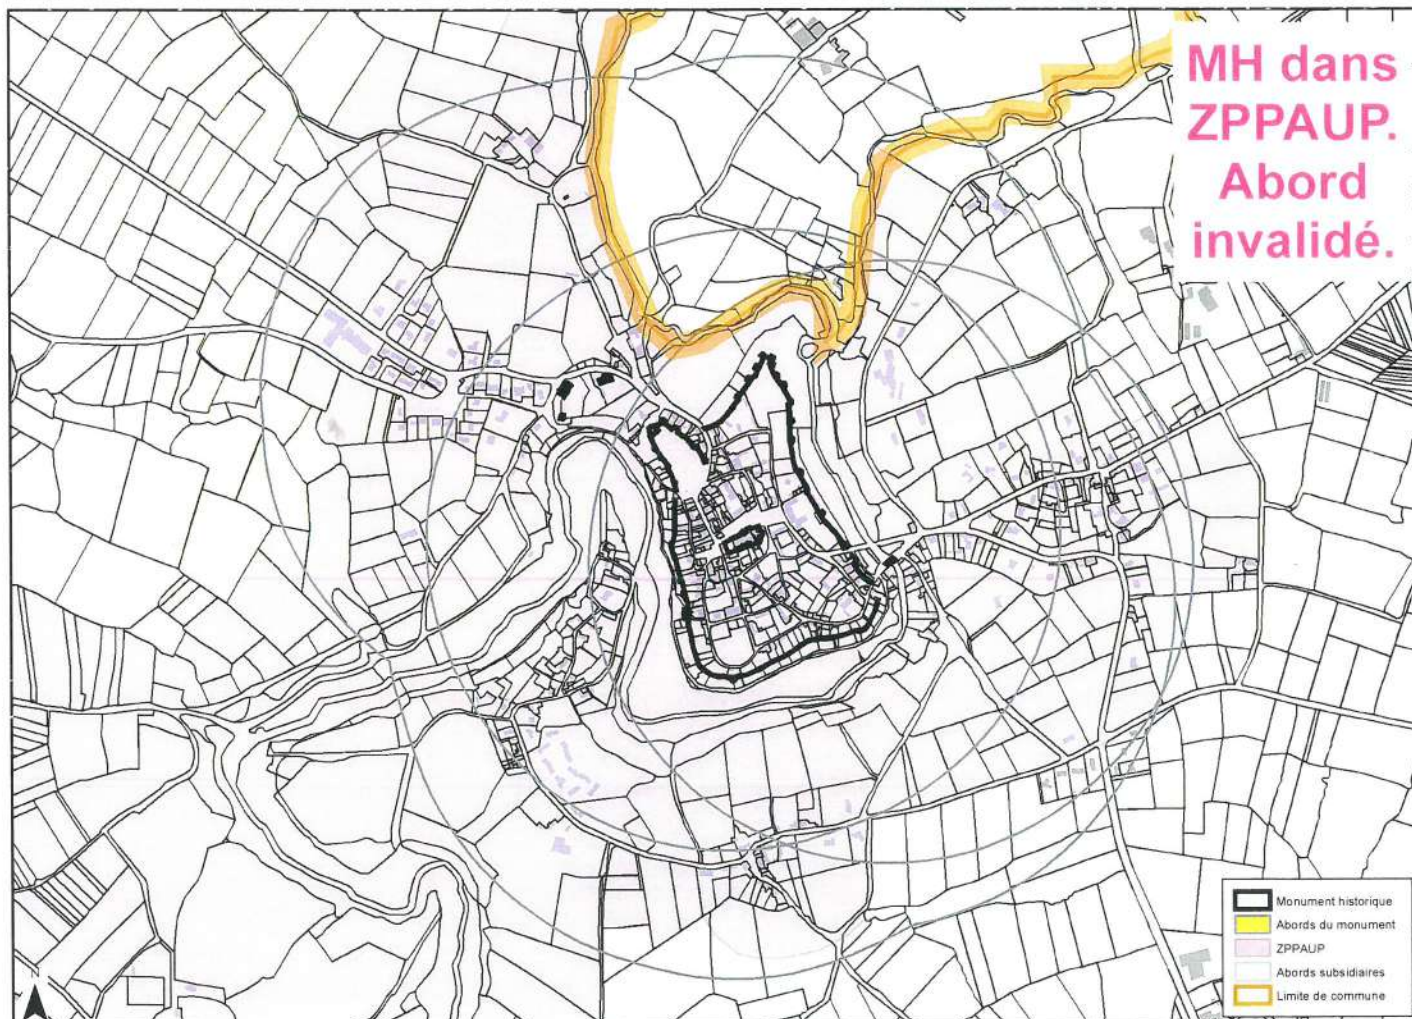 MH dans
ZPPAUP.
Abord
invalidé.
Monument historique
Abords du monument
ZPPAUP
Abords subsidiaires
Limite de commune